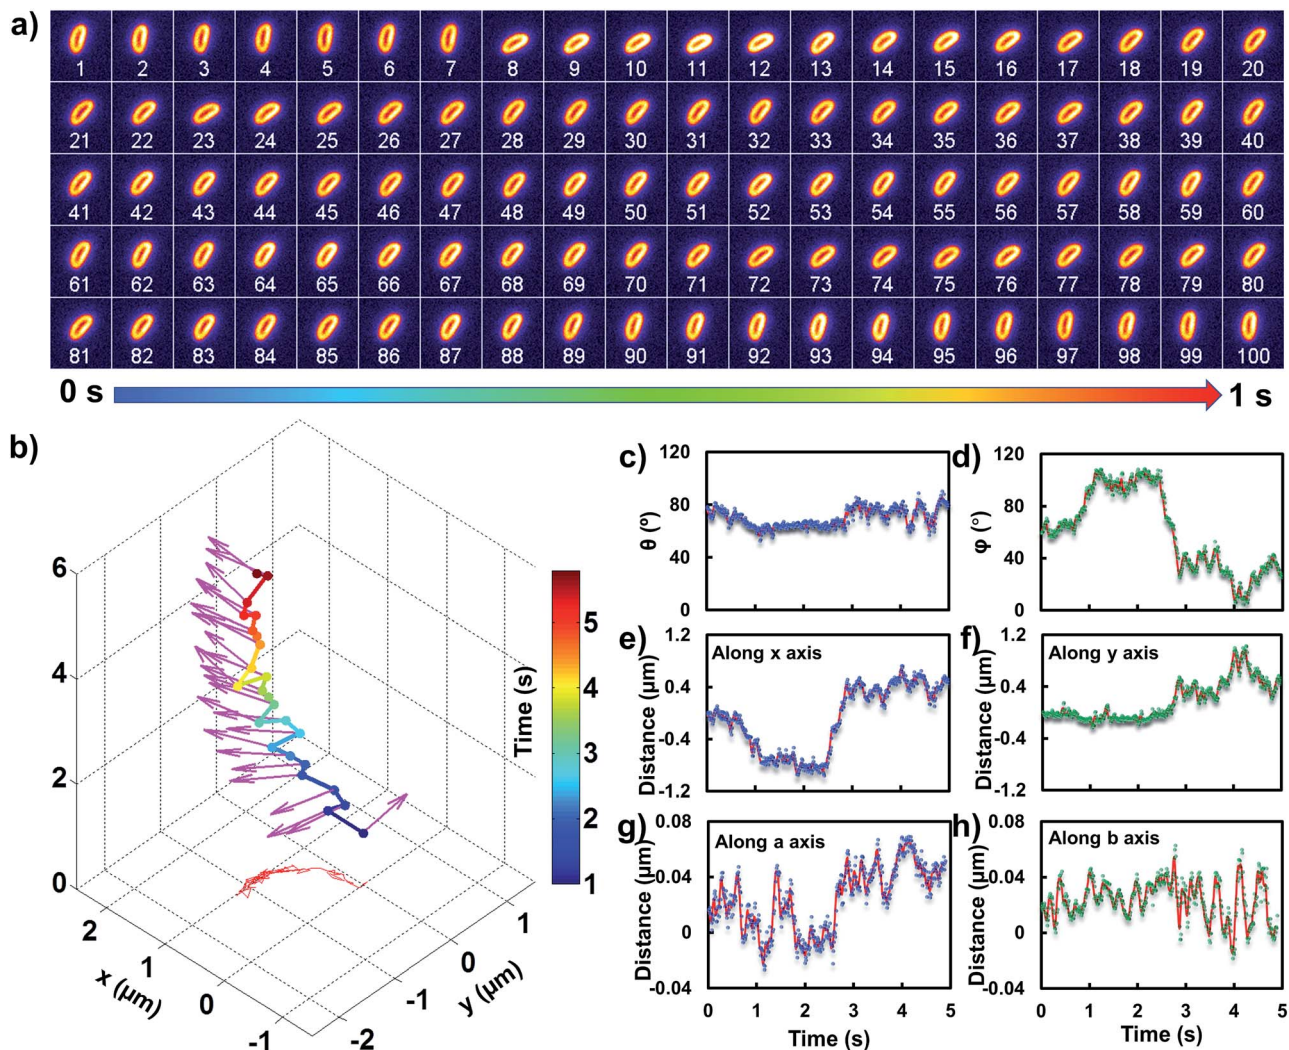 a)
1 2 3 4 5 6 7 8 9 10 11 12 13 14 15 16 17 18 19 20
21 22 23 24 25 26 27 28 29 30 31 32 33 34 35 36 37 38 39 40
41 42 43 44 45 46 47 48 49 50 51 52 53 54 55 56 57 58 59 60
61 62 63 64 65 66 67 68 69 70 71 72 73 74 75 76 77 78 79 80
81 82 83 84 85 86 87 88 89 90 91 92 93 94 95 96 97 98 99 100
0 s
1 s
b)
6
4
2
0
2
1
0
-1
x (µm)
-2
-1
0
1
y (µm)
Time (s)
5
4
3
2
1
c)
θ (°)
120
80
40
0
d)
φ (°)
120
80
40
0
e)
Along x axis
Distance (µm)
1.2
0.4
-0.4
-1.2
f)
Along y axis
Distance (µm)
1.2
0.4
-0.4
-1.2
g)
Along a axis
Distance (µm)
0.08
0.04
0
-0.04
0 1 2 3 4 5
Time (s)
h)
Along b axis
Distance (µm)
0.08
0.04
0
-0.04
0 1 2 3 4 5
Time (s)